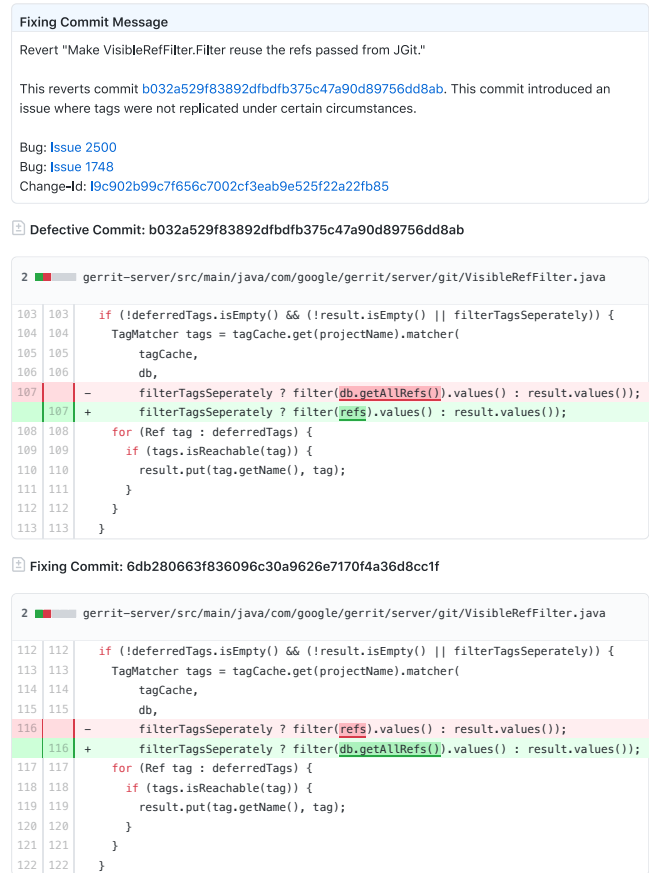 Fixing Commit Message
Revert "Make VisibleRefFilter.Filter reuse the refs passed from JGit."
This reverts commit b032a529f83892dfbdfb375c47a90d89756dd8ab. This commit introduced an
issue where tags were not replicated under certain circumstances.
Bug: Issue 2500
Bug: Issue 1748
Change-Id: I9c902b99c7f656c7002cf3eab9e525f22a22fb85
Defective Commit: b032a529f83892dfbdfb375c47a90d89756dd8ab
2 gerrit-server/src/main/java/com/google/gerrit/server/git/VisibleRefFilter.java
103 103 if (!deferredTags.isEmpty() && (!result.isEmpty() || filterTagsSeperately)) {
104 104 TagMatcher tags = tagCache.get(projectName).matcher(
105 105 tagCache,
106 106 db,
107 - filterTagsSeperately ? filter(db.getAllRefs()).values() : result.values());
107 + filterTagsSeperately ? filter(refs).values() : result.values());
108 108 for (Ref tag : deferredTags) {
109 109 if (tags.isReachable(tag)) {
110 110 result.put(tag.getName(), tag);
111 111 }
112 112 }
113 113 }
Fixing Commit: 6db280663f836096c30a9626e7170f4a36d8cc1f
2 gerrit-server/src/main/java/com/google/gerrit/server/git/VisibleRefFilter.java
112 112 if (!deferredTags.isEmpty() && (!result.isEmpty() || filterTagsSeperately)) {
113 113 TagMatcher tags = tagCache.get(projectName).matcher(
114 114 tagCache,
115 115 db,
116 - filterTagsSeperately ? filter(refs).values() : result.values());
116 + filterTagsSeperately ? filter(db.getAllRefs()).values() : result.values());
117 117 for (Ref tag : deferredTags) {
118 118 if (tags.isReachable(tag)) {
119 119 result.put(tag.getName(), tag);
120 120 }
121 121 }
122 122 }